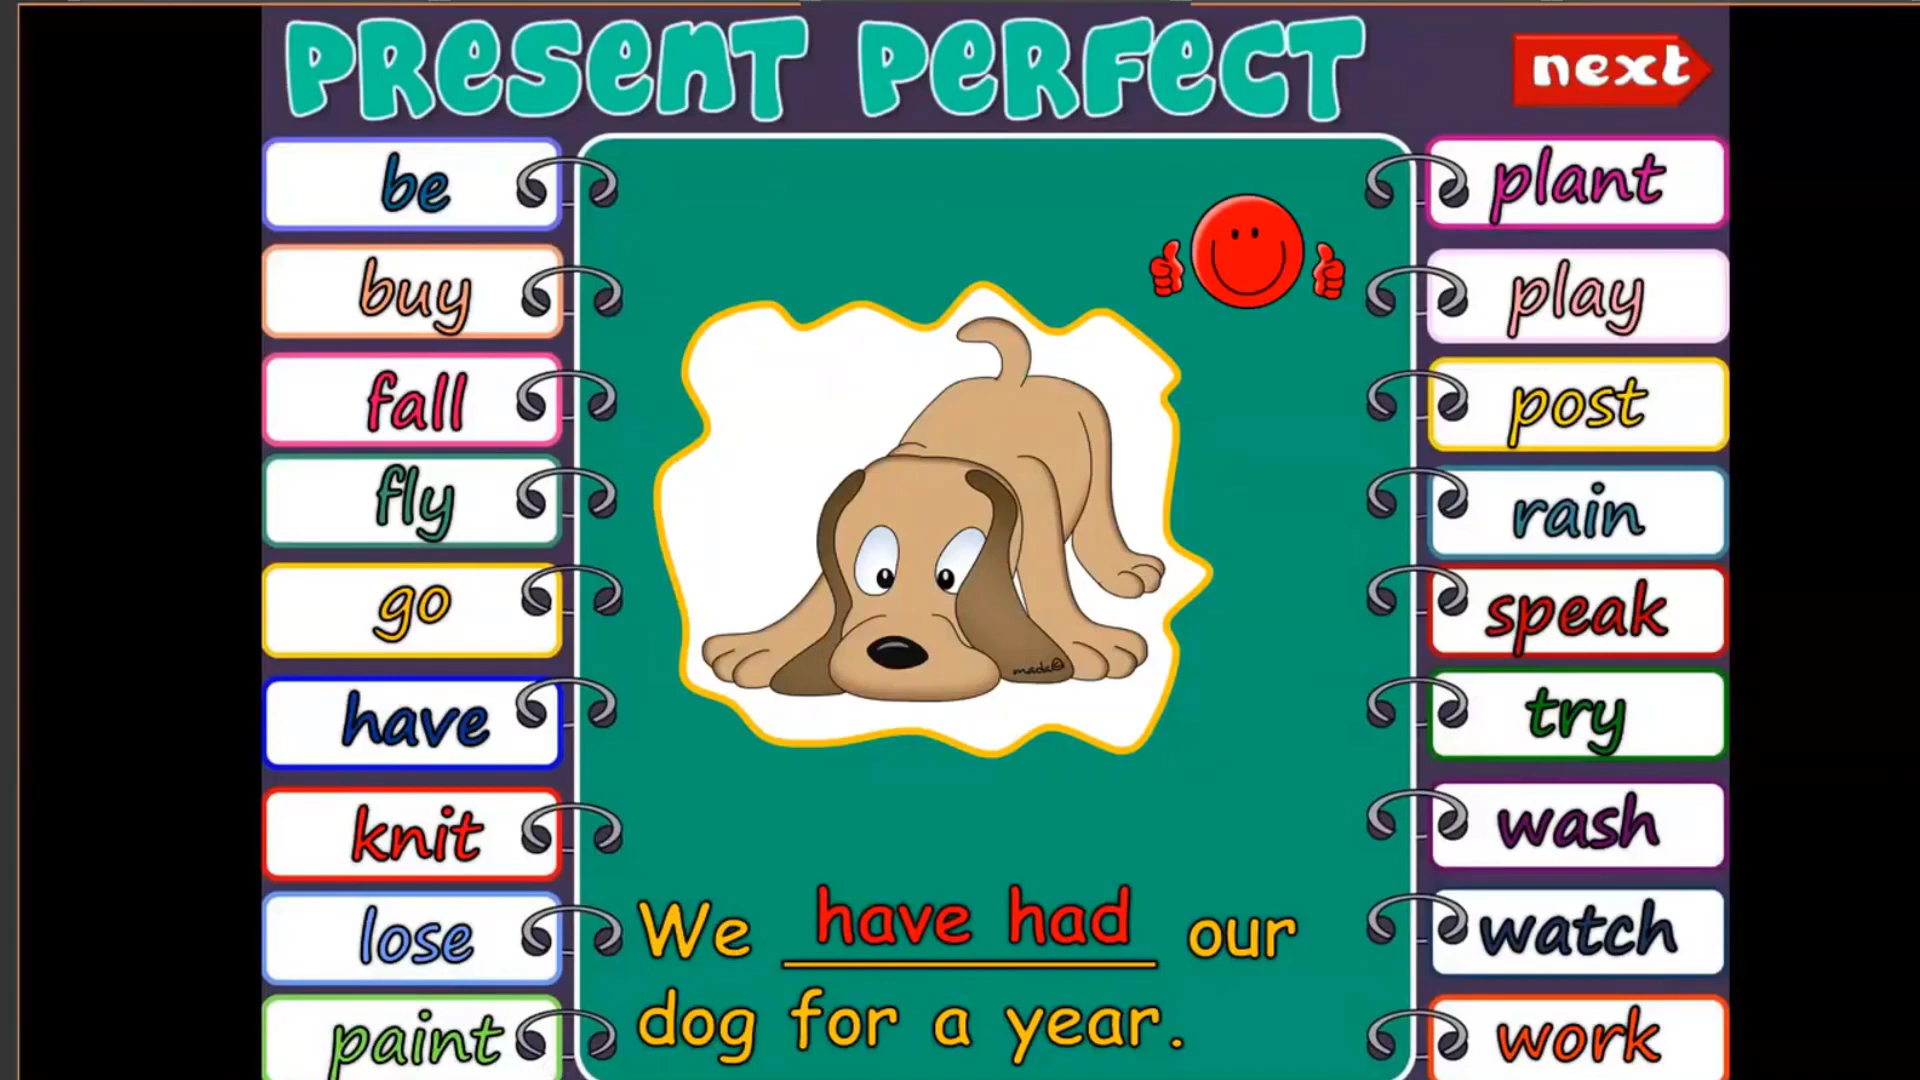 PRESENT PERFECT
next
be
buy
fall
fly
go
have
knit
lose
paint
plant
play
post
rain
speak
try
wash
watch
work
mada©
We have had our
dog for a year.